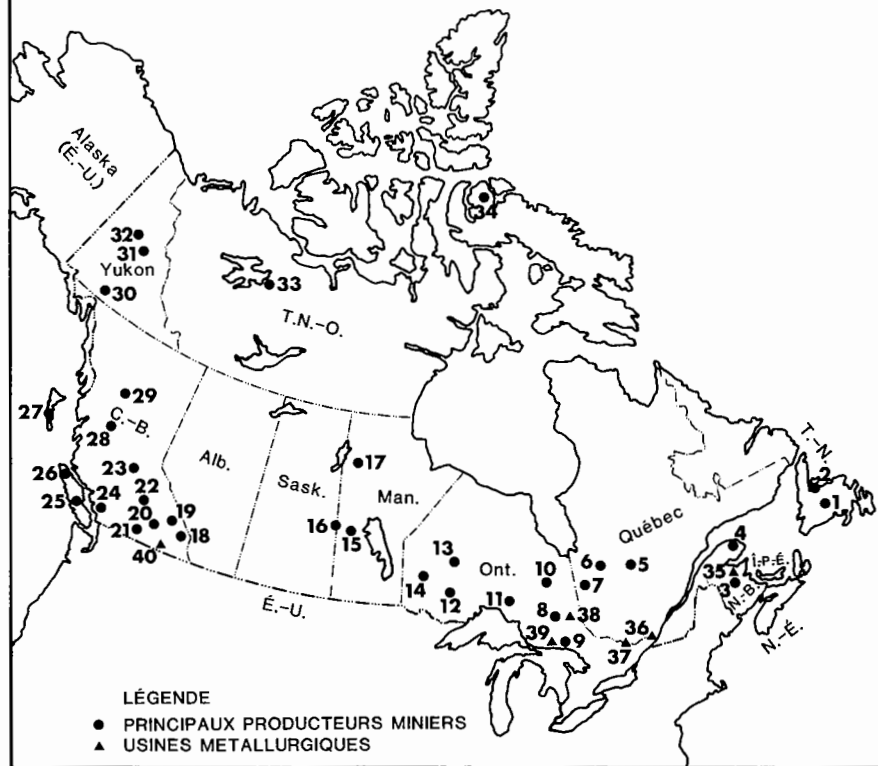 Alaska
(É.-U.)
34
32
31
Yukon
30
33
T.N.-O.
29
27
C.-B.
28
T.-N.
Alb.
17
2
26
23
Sask.
Man.
1
25
24
22
19
Québec
20
16
4
21
18
15
13
6
5
Î.-P.-É.
40
10
35
14
Ont.
7
3
N.-B.
12
11
É.-U.
8
38
36
N.-É.
39
9
37
LÉGENDE
PRINCIPAUX PRODUCTEURS MINIERS
USINES METALLURGIQUES